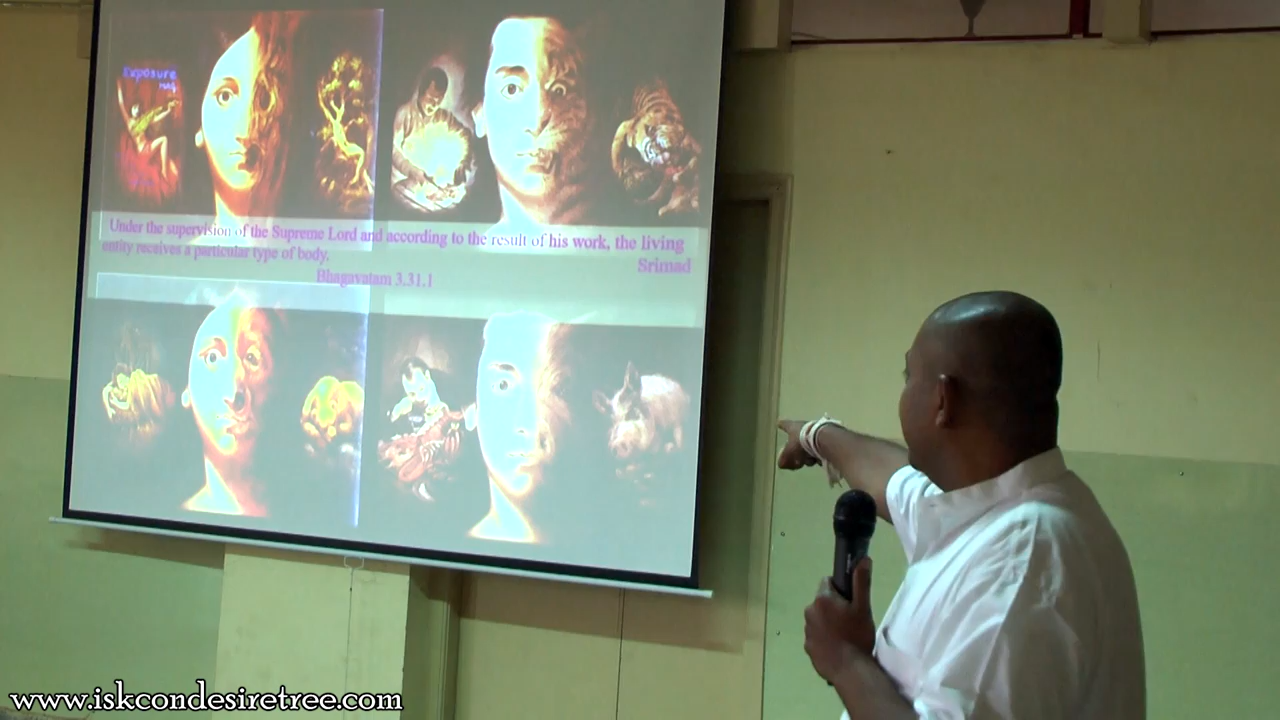 Exposure
Under the supervision of the Supreme Lord and according to the result of his work, the living
entity receives a particular type of body.
Srimad
Bhagavatam 3.31.1
www.iskcondesiretree.com